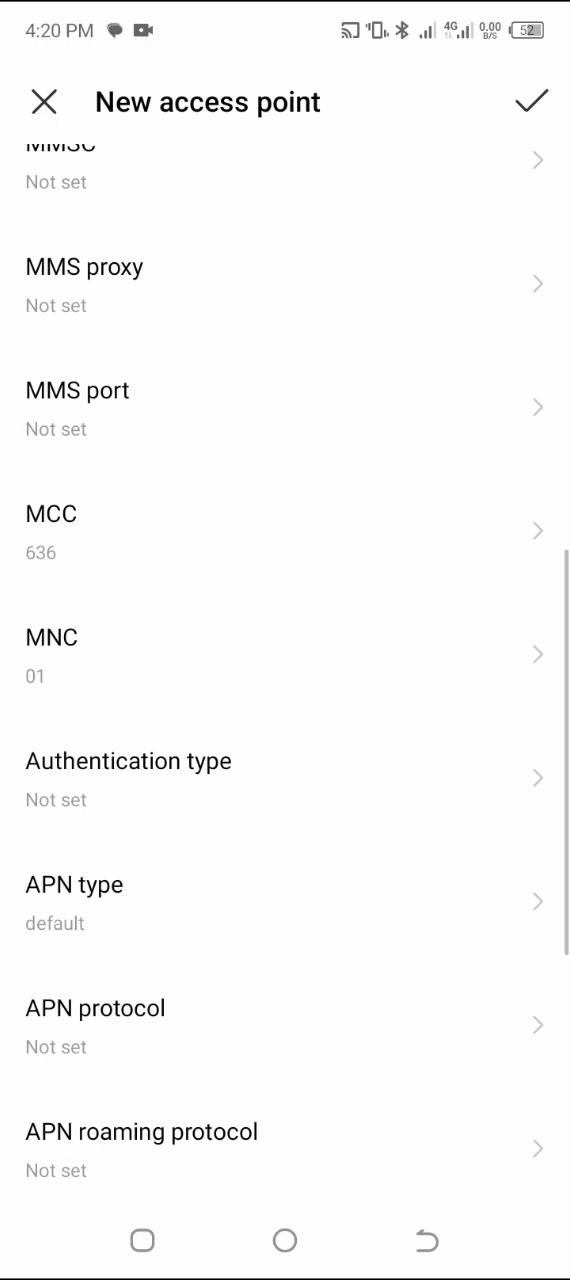 4:20 PM 4G 0.00 B/S 52
New access point
MMSC
Not set
MMS proxy
Not set
MMS port
Not set
MCC
636
MNC
01
Authentication type
Not set
APN type
default
APN protocol
Not set
APN roaming protocol
Not set